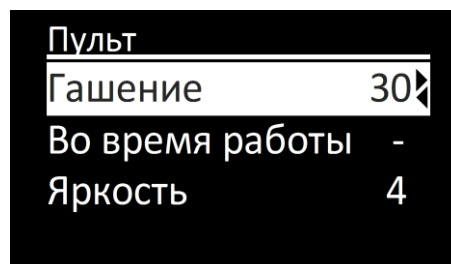 Пульт
Гашение 30
Во время работы -
Яркость 4